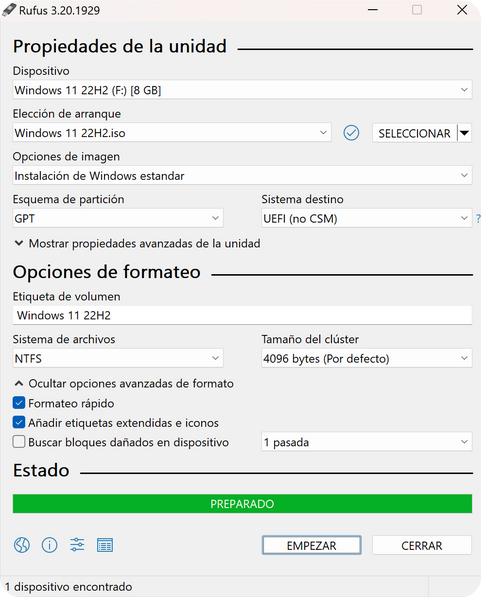 Rufus 3.20.1929
Propiedades de la unidad
Dispositivo
Windows 11 22H2 (F:) [8 GB]
Elección de arranque
Windows 11 22H2.iso
SELECCIONAR
Opciones de imagen
Instalación de Windows estandar
Esquema de partición
Sistema destino
GPT
UEFI (no CSM)
?
Mostrar propiedades avanzadas de la unidad
Opciones de formateo
Etiqueta de volumen
Windows 11 22H2
Sistema de archivos
Tamaño del clúster
NTFS
4096 bytes (Por defecto)
Ocultar opciones avanzadas de formato
Formateo rápido
Añadir etiquetas extendidas e iconos
Buscar bloques dañados en dispositivo
1 pasada
Estado
PREPARADO
EMPEZAR
CERRAR
1 dispositivo encontrado